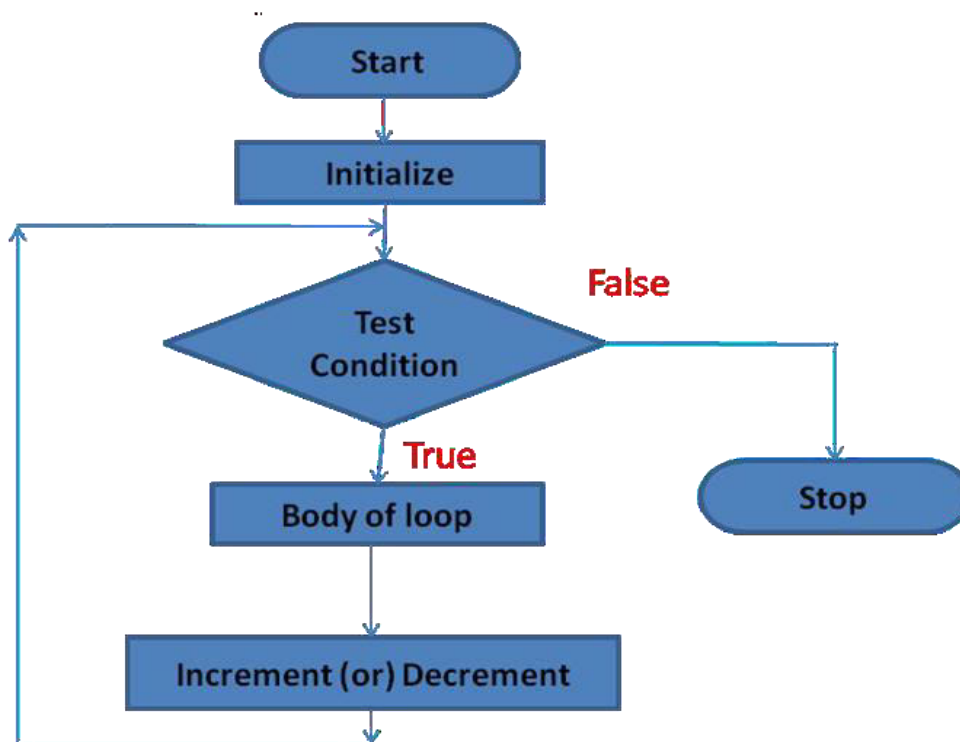 Start
Initialize
False
Test
Condition
True
Body of loop
Stop
Increment (or) Decrement